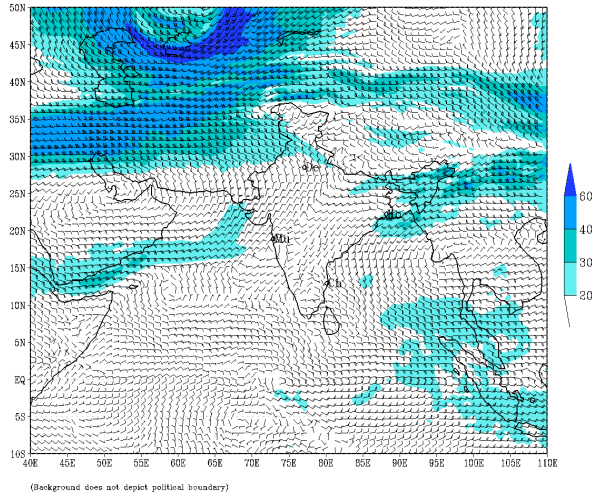 50N
45N
40N
35N
30N
25N
20N
15N
10N
5N
EQ
5S
10S
40E 45E 50E 55E 60E 65E 70E 75E 80E 85E 90E 95E 100E 105E 110E
De
Mu
Ch
60
40
30
20
(Background does not depict political boundary)